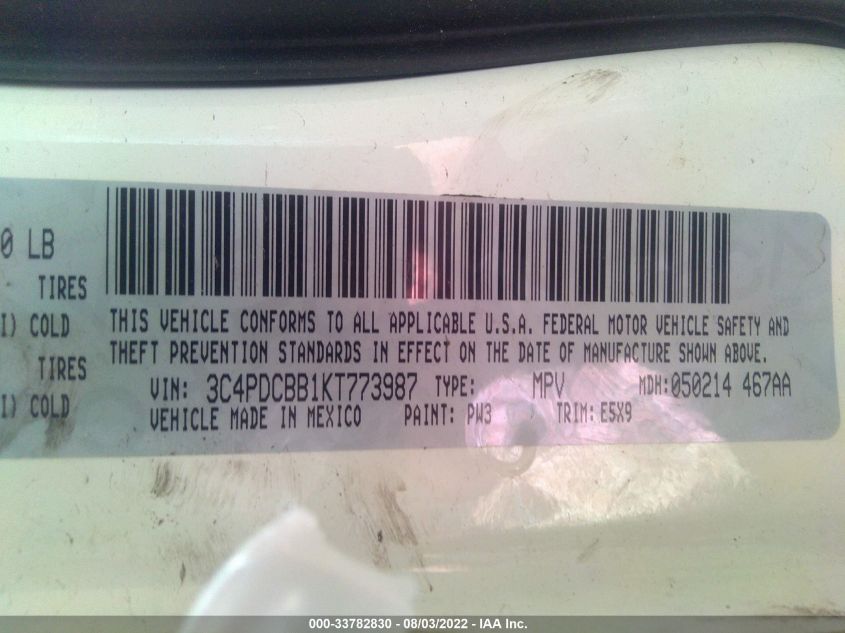 0 LB
TIRES
I) COLD
TIRES
I) COLD
THIS VEHICLE CONFORMS TO ALL APPLICABLE U.S.A. FEDERAL MOTOR VEHICLE SAFETY AND
THEFT PREVENTION STANDARDS IN EFFECT ON THE DATE OF MANUFACTURE SHOWN ABOVE.
VIN: 3C4PDCBB1KT773987 TYPE: MPV MDH:050214 467AA
VEHICLE MADE IN MEXICO PAINT: PW3 TRIM: E5X9
000-33782830 - 08/03/2022 - IAA Inc.